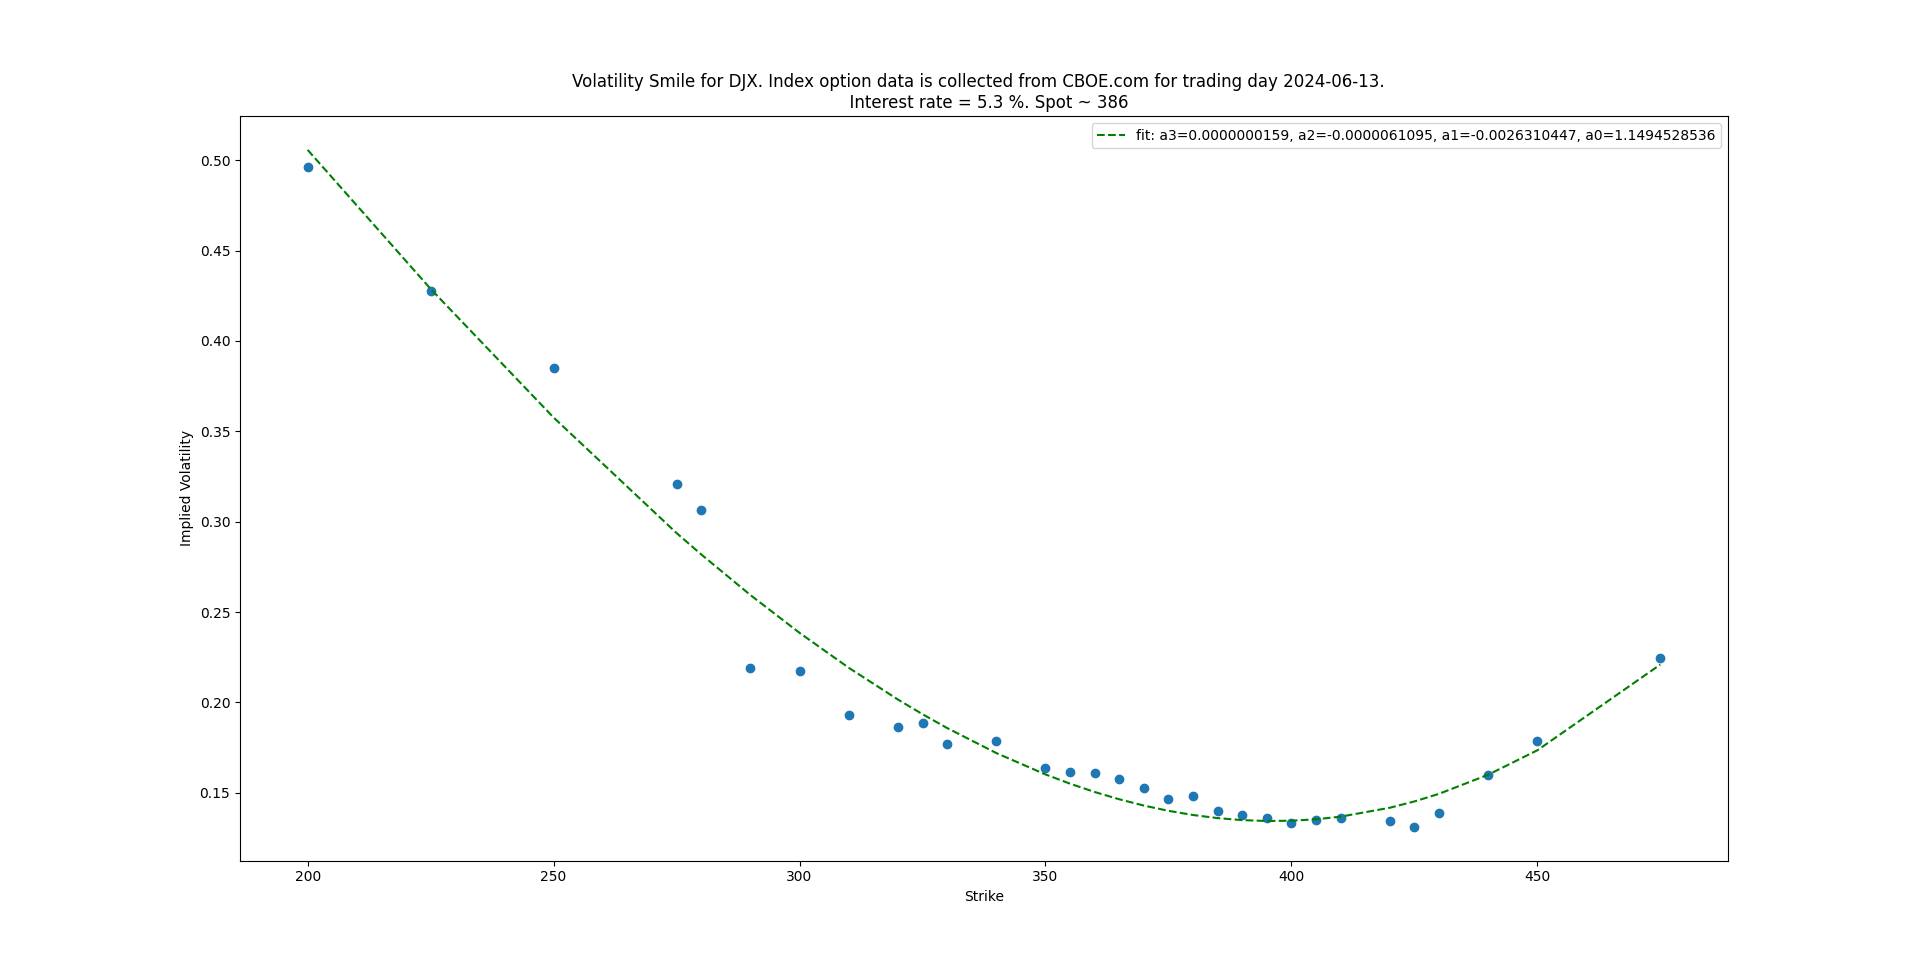 Volatility Smile for DJX. Index option data is collected from CBOE.com for trading day 2024-06-13.
Interest rate = 5.3 %. Spot ~ 386
fit: a3=0.0000000159, a2=-0.0000061095, a1=-0.0026310447, a0=1.1494528536
0.50
0.45
0.40
0.35
0.30
0.25
0.20
0.15
Implied Volatility
200 250 300 350 400 450
Strike